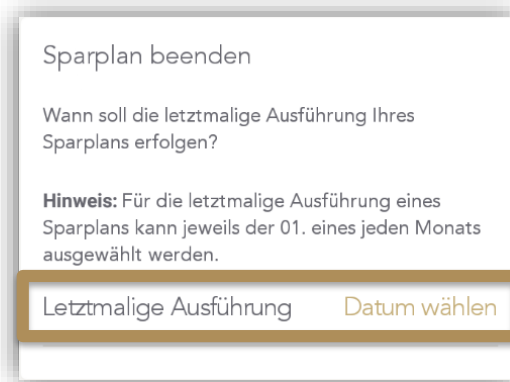 Sparplan beenden
Wann soll die letztmalige Ausführung Ihres
Sparplans erfolgen?
Hinweis: Für die letztmalige Ausführung eines
Sparplans kann jeweils der 01. eines jeden Monats
ausgewählt werden.
Letztmalige Ausführung Datum wählen